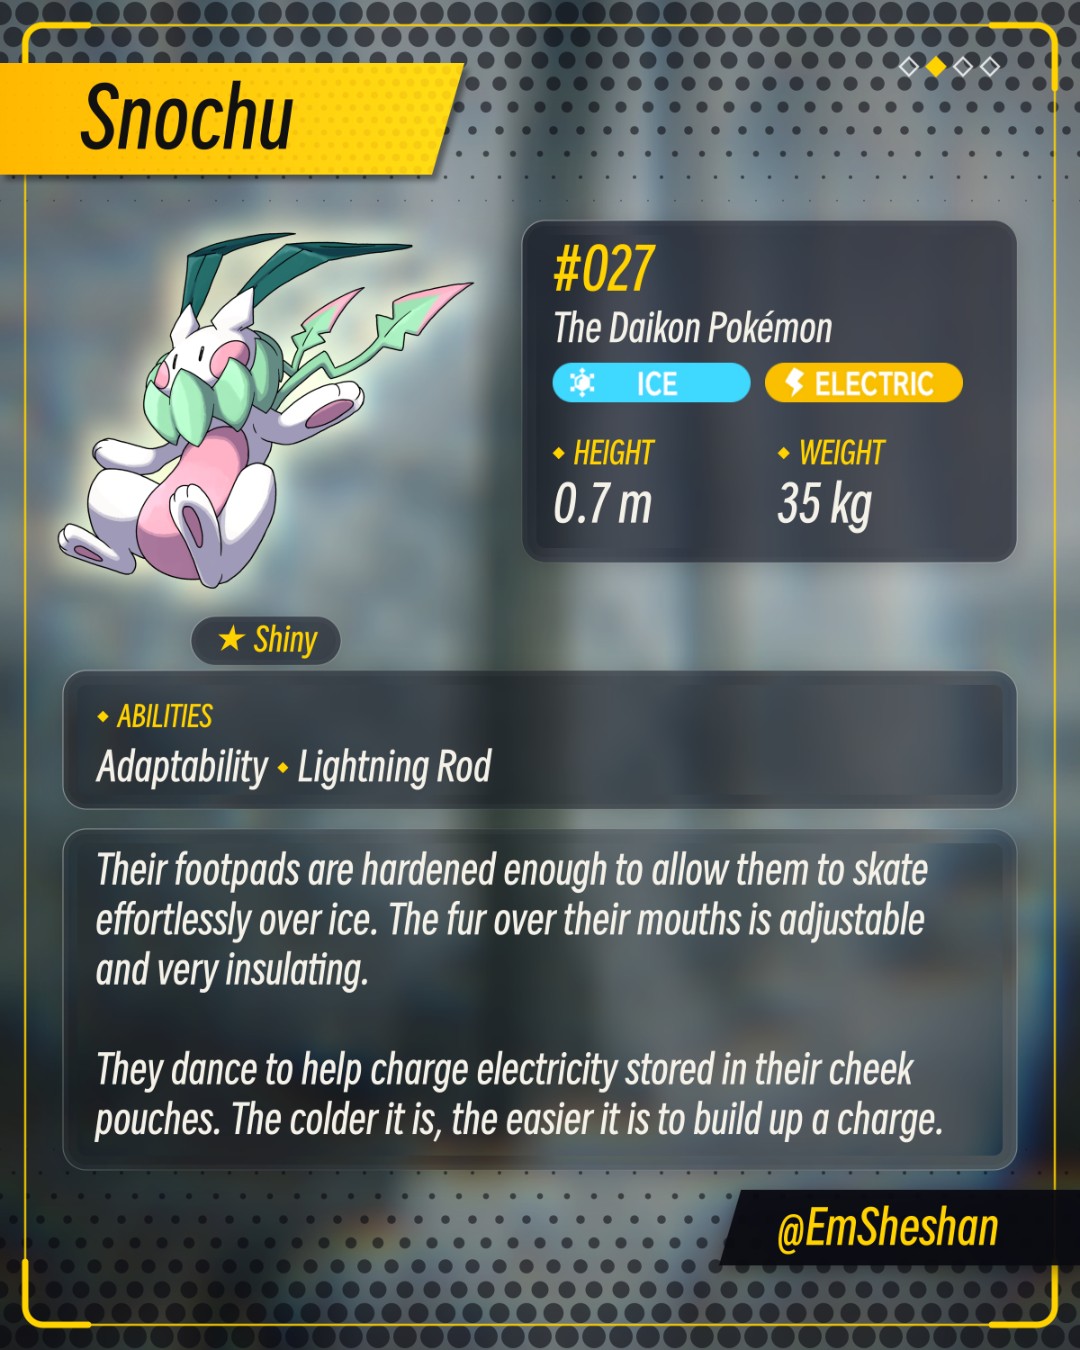 Snochu
#027
The Daikon Pokémon
ICE
ELECTRIC
HEIGHT
WEIGHT
0.7 m
35 kg
Shiny
ABILITIES
Adaptability • Lightning Rod
Their footpads are hardened enough to allow them to skate
effortlessly over ice. The fur over their mouths is adjustable
and very insulating.
They dance to help charge electricity stored in their cheek
pouches. The colder it is, the easier it is to build up a charge.
@EmSheshan